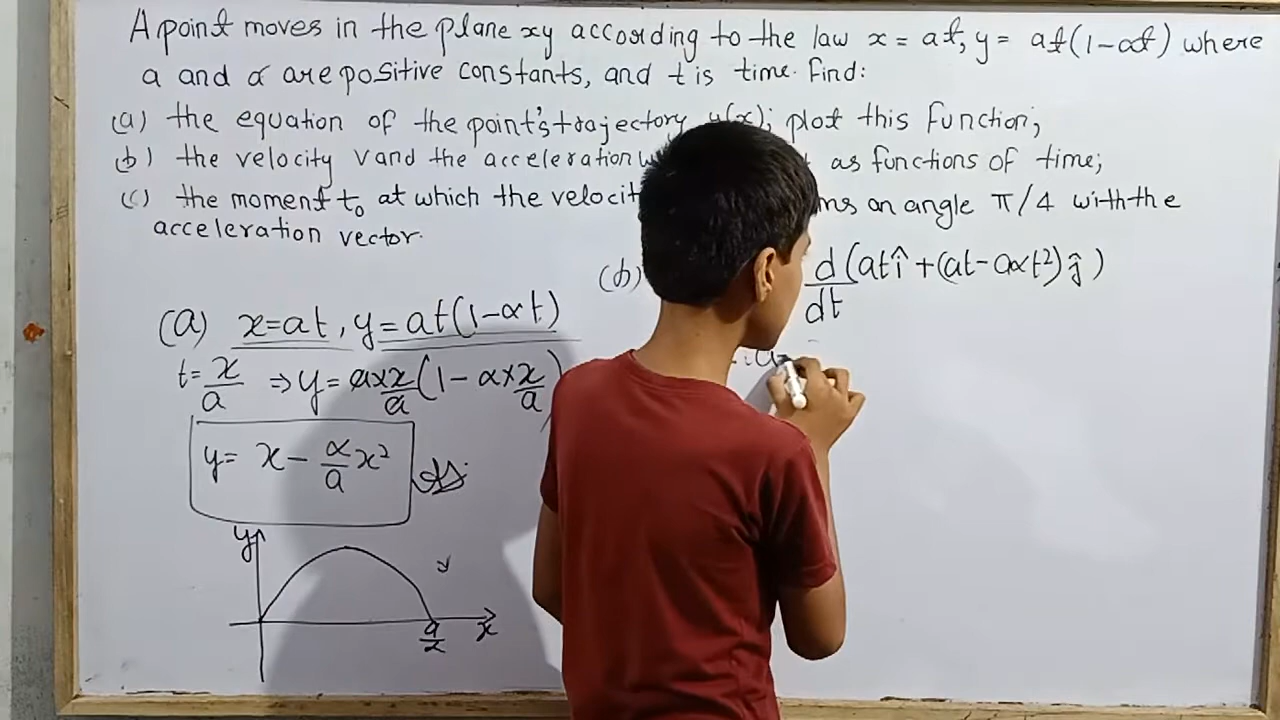 A point moves in the plane xy according to the law x = at, y = at(1-αt) where
a and α are positive constants, and t is time. Find:
(a) the equation of the point's trajectory y(x); plot this function;
(b) the velocity v and the acceleration w as functions of time;
(c) the moment t₀ at which the velocit an angle π/4 with the
acceleration vector.
(a) x=at, y=at(1-αt)
t=x/a ⇒y= a×x/a(1-α×x/a)
y= x - α/a x²
y
a/α x
(b) d/dt(atî+(at-aαt²)ĵ)